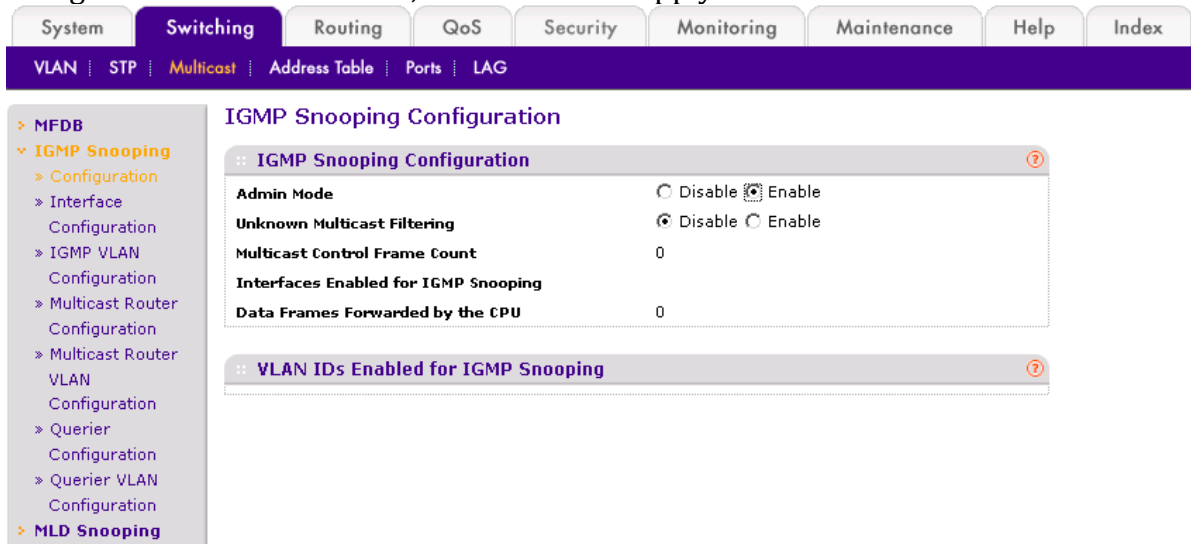 System Switching Routing QoS Security Monitoring Maintenance Help Index
VLAN STP Multicast Address Table Ports LAG
MFDB
IGMP Snooping
» Configuration
» Interface
Configuration
» IGMP VLAN
Configuration
» Multicast Router
Configuration
» Multicast Router
VLAN
Configuration
» Querier
Configuration
» Querier VLAN
Configuration
MLD Snooping
IGMP Snooping Configuration
IGMP Snooping Configuration ?
Admin Mode Disable Enable
Unknown Multicast Filtering Disable Enable
Multicast Control Frame Count 0
Interfaces Enabled for IGMP Snooping
Data Frames Forwarded by the CPU 0
VLAN IDs Enabled for IGMP Snooping ?